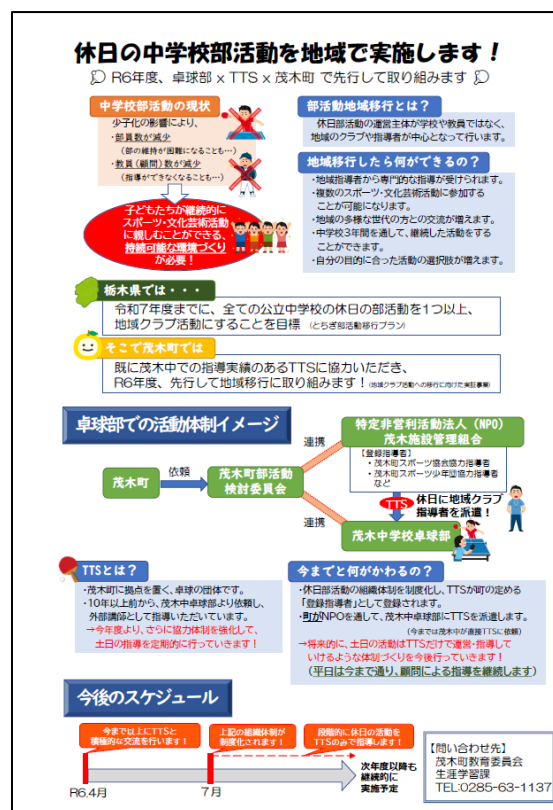 休日の中学校部活動を地域で実施します！
R6年度、卓球部 x TTS x 茂木町 で先行して取り組みます
中学校部活動の現状
少子化の影響により、
・部員数が減少
（部の維持が困難になることも…）
・教員（顧問）数が減少
（指導ができなくなることも…）
子どもたちが継続的に
スポーツ・文化芸術活動
に親しむことができる、
持続可能な環境づくり
が必要！
部活動地域移行とは？
休日部活動の運営主体が学校や教員ではなく、
地域のクラブや指導者が中心となって行います。
地域移行したら何ができるの？
・地域指導者から専門的な指導が受けられます。
・複数のスポーツ・文化芸術活動に参加する
ことが可能になります。
・地域の多様な世代の方との交流が増えます。
・中学校3年間を通して、継続した活動をする
ことができます。
・自分の目的に合った活動の選択肢が増えます。
栃木県では・・・
令和7年度までに、全ての公立中学校の休日の部活動を1つ以上、
地域クラブ活動にすることを目標（とちぎ部活動移行プラン）
そこで茂木町では
既に茂木中での指導実績のあるTTSに協力いただき、
R6年度、先行して地域移行に取り組みます！（地域クラブ活動への移行に向けた実証事業）
卓球部での活動体制イメージ
茂木町
依頼
茂木町部活動
検討委員会
連携
連携
特定非営利活動法人（NPO）
茂木施設管理組合
【登録指導者】
・茂木町スポーツ協会協力指導者
・茂木町スポーツ少年団協力指導者
など
TTS
休日に地域クラブ
指導者を派遣！
茂木中学校卓球部
TTSとは？
・茂木町に拠点を置く、卓球の団体です。
・10年以上前から、茂木中卓球部より依頼し、
外部講師として指導いただいています。
→今年度より、さらに協力体制を強化して、
土日の指導を定期的に行っていきます！
今までと何がかわるの？
・休日部活動の組織体制を制度化し、TTSが町の定める
「登録指導者」として登録されます。
・町がNPOを通して、茂木中卓球部にTTSを派遣します。
（今までは茂木中が直接TTSに依頼）
→将来的に、土日の活動はTTSだけで運営・指導して
いけるような体制づくりを今後行っていきます！
（平日は今まで通り、顧問による指導を継続します）
今後のスケジュール
今まで以上にTTSと
積極的な交流を行います！
上記の組織体制が
制度化されます！
段階的に休日の活動を
TTSのみで指導します！
R6.4月
7月
次年度以降も
継続的に
実施予定
【問い合わせ先】
茂木町教育委員会
生涯学習課
TEL:0285-63-1137